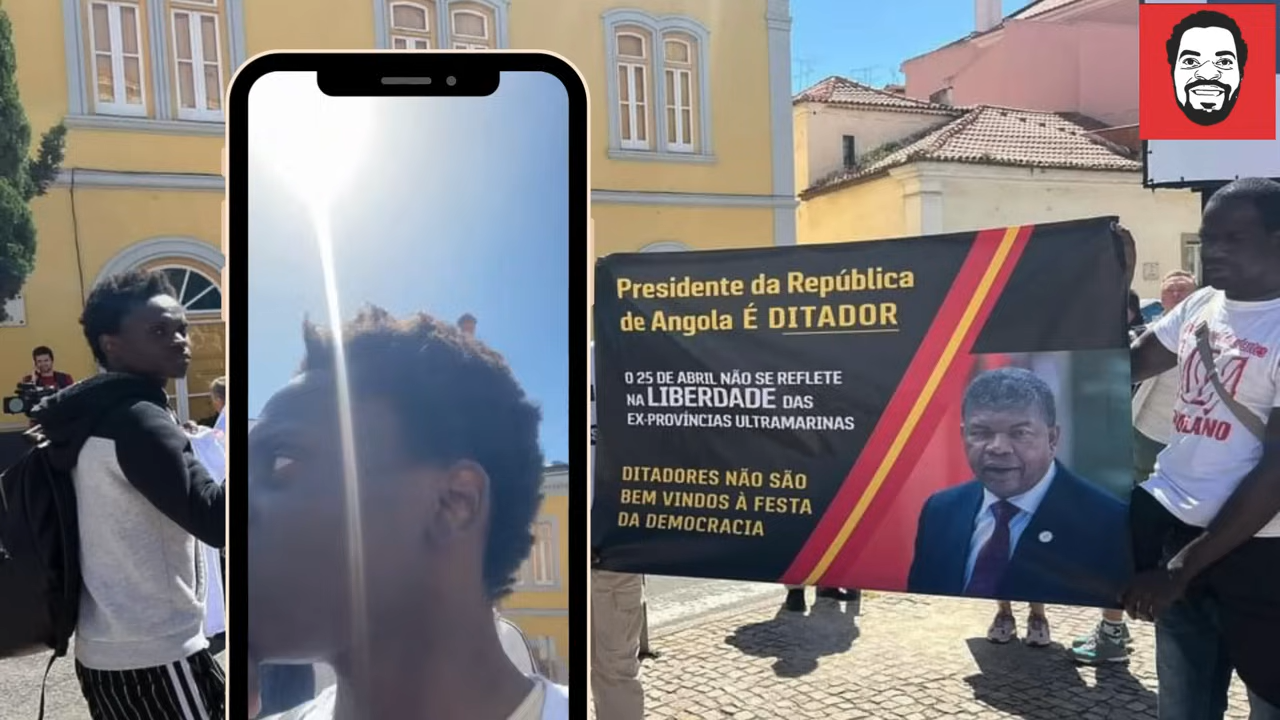 Presidente da República
de Angola É DITADOR
O 25 DE ABRIL NÃO SE REFLETE
NA LIBERDADE DAS
EX-PROVÍNCIAS ULTRAMARINAS
DITADORES NÃO SÃO
BEM VINDOS À FESTA
DA DEMOCRACIA